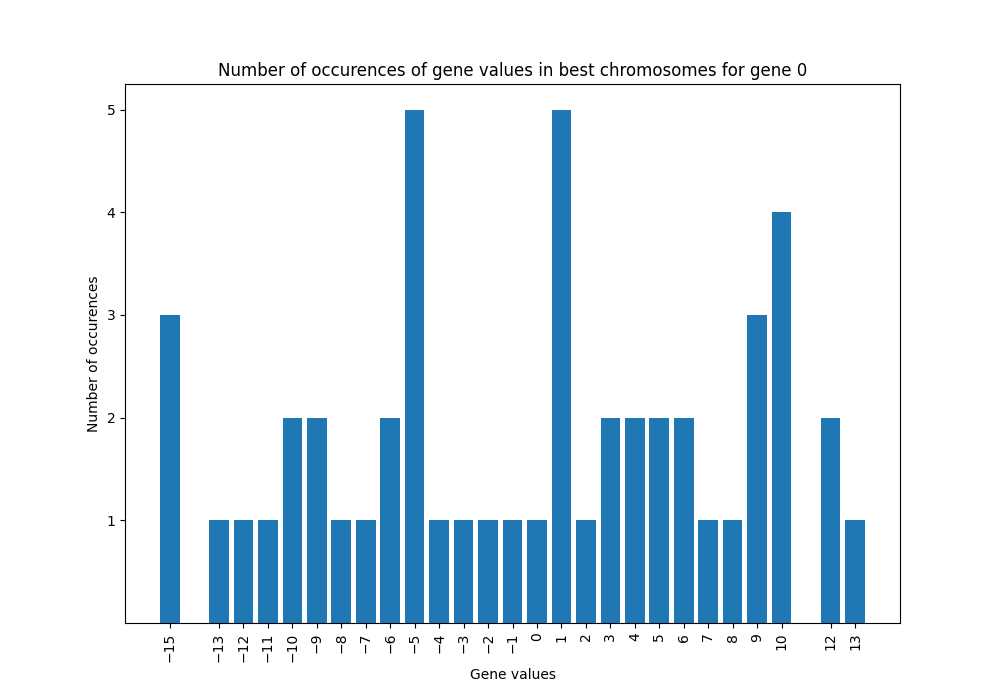 Number of occurences of gene values in best chromosomes for gene 0
5
4
3
2
1
Number of occurences
−15 −13 −12 −11 −10 −9 −8 −7 −6 −5 −4 −3 −2 −1 0 1 2 3 4 5 6 7 8 9 10 12 13
Gene values